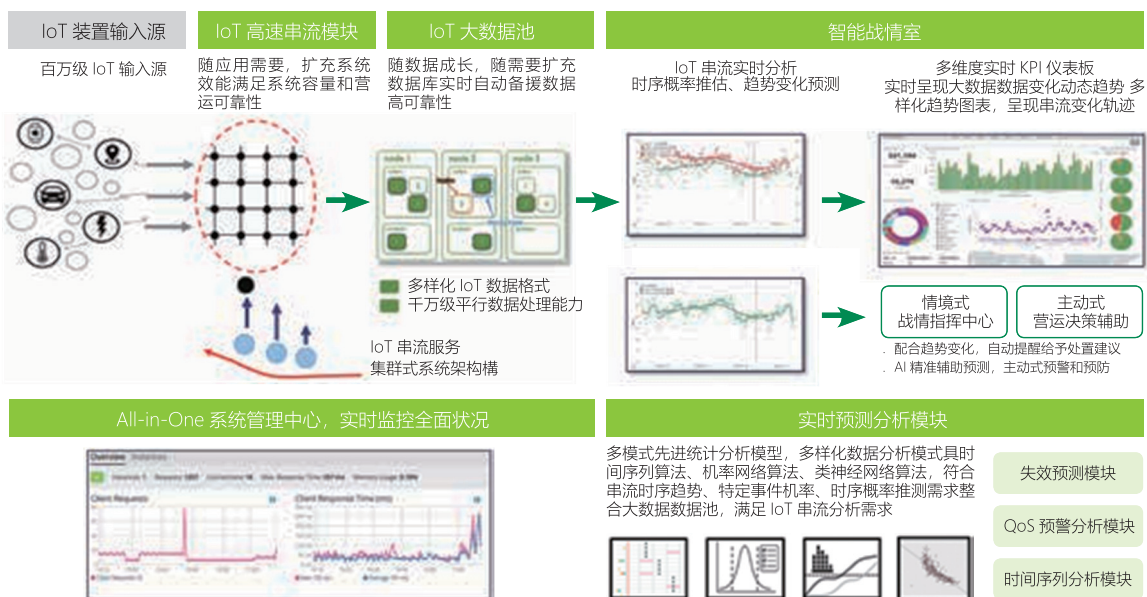 IoT 装置输入源
百万级 IoT 输入源
IoT 高速串流模块
随应用需要，扩充系统
效能满足系统容量和营
运可靠性
IoT 大数据池
随数据成长，随需要扩充
数据库实时自动备援数据
高可靠性
智能战情室
IoT 串流实时分析
时序概率推估、趋势变化预测
多维度实时 KPI 仪表板
实时呈现大数据数据变化动态趋势 多
样化趋势图表，呈现串流变化轨迹
node 1
node 2
node 3
多样化 IoT 数据格式
千万级平行数据处理能力
IoT 串流服务
集群式系统架构構
情境式
战情指挥中心
主动式
营运决策辅助
. 配合趋势变化，自动提醒给予处置建议
. AI 精准辅助预测，主动式预警和预防
All-in-One 系统管理中心，实时监控全面状况
Overview Instances
Client Requests
Client Response Time (ms)
实时预测分析模块
多模式先进统计分析模型，多样化数据分析模式具时
间序列算法、机率网络算法、类神经网络算法，符合
串流时序趋势、特定事件机率、时序概率推测需求整
合大数据数据池，满足 IoT 串流分析需求
失效预测模块
QoS 预警分析模块
时间序列分析模块